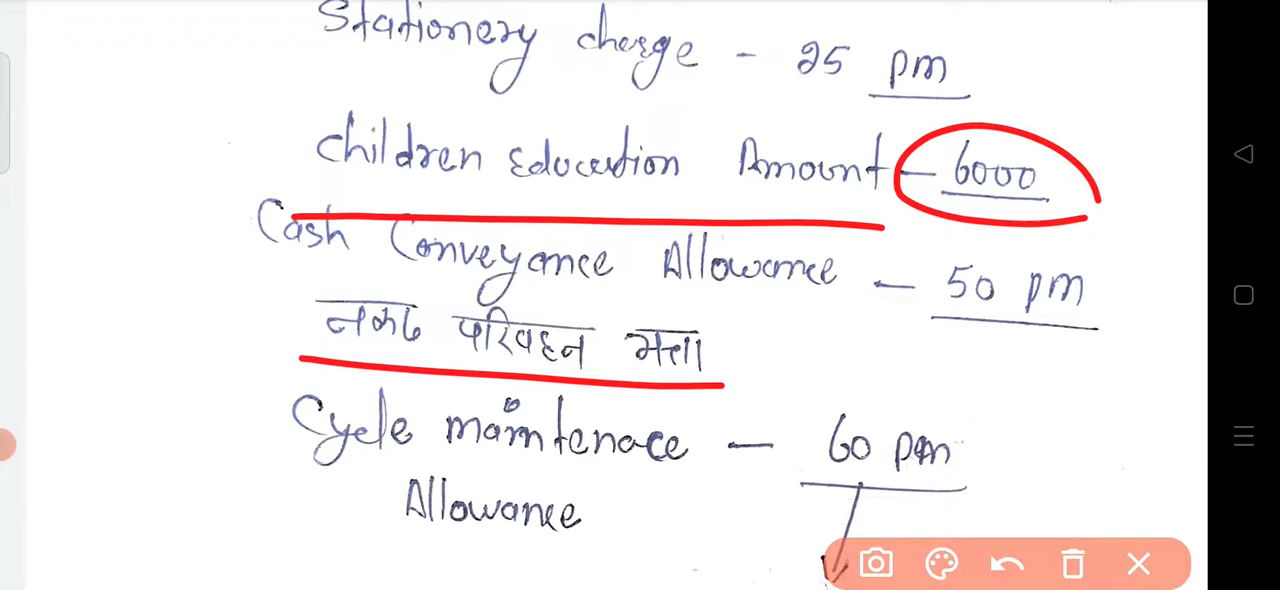 Stationery charge - 25 pm
Children Education Amount - 6000
Cash Conveyance Allowance - 50 pm
नकद परिवहन भत्ता
Cycle maintenace - 60 pm
Allowance